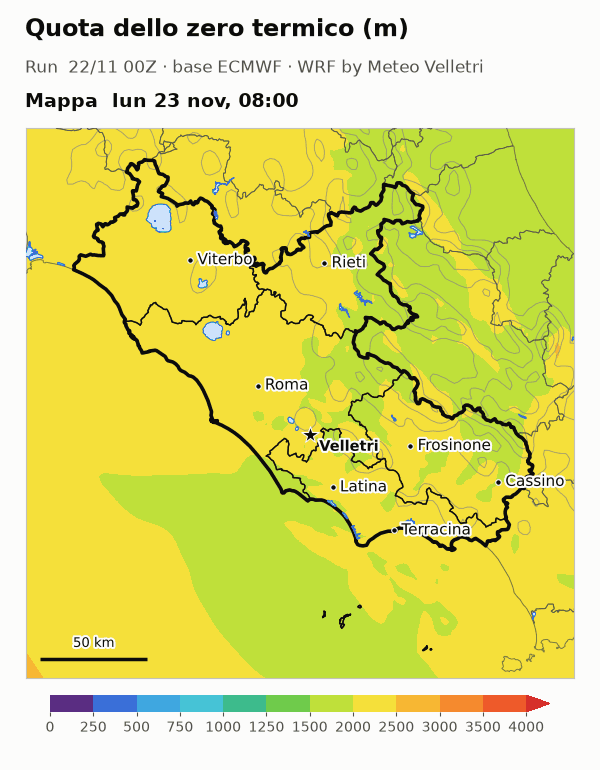 Quota dello zero termico (m)
Run  22/11 00Z · base ECMWF · WRF by Meteo Velletri
Mappa  lun 23 nov, 08:00
Viterbo
Rieti
Roma
Velletri
Frosinone
Cassino
Latina
Terracina
50 km
0 250 500 750 1000 1250 1500 2000 2500 3000 3500 4000